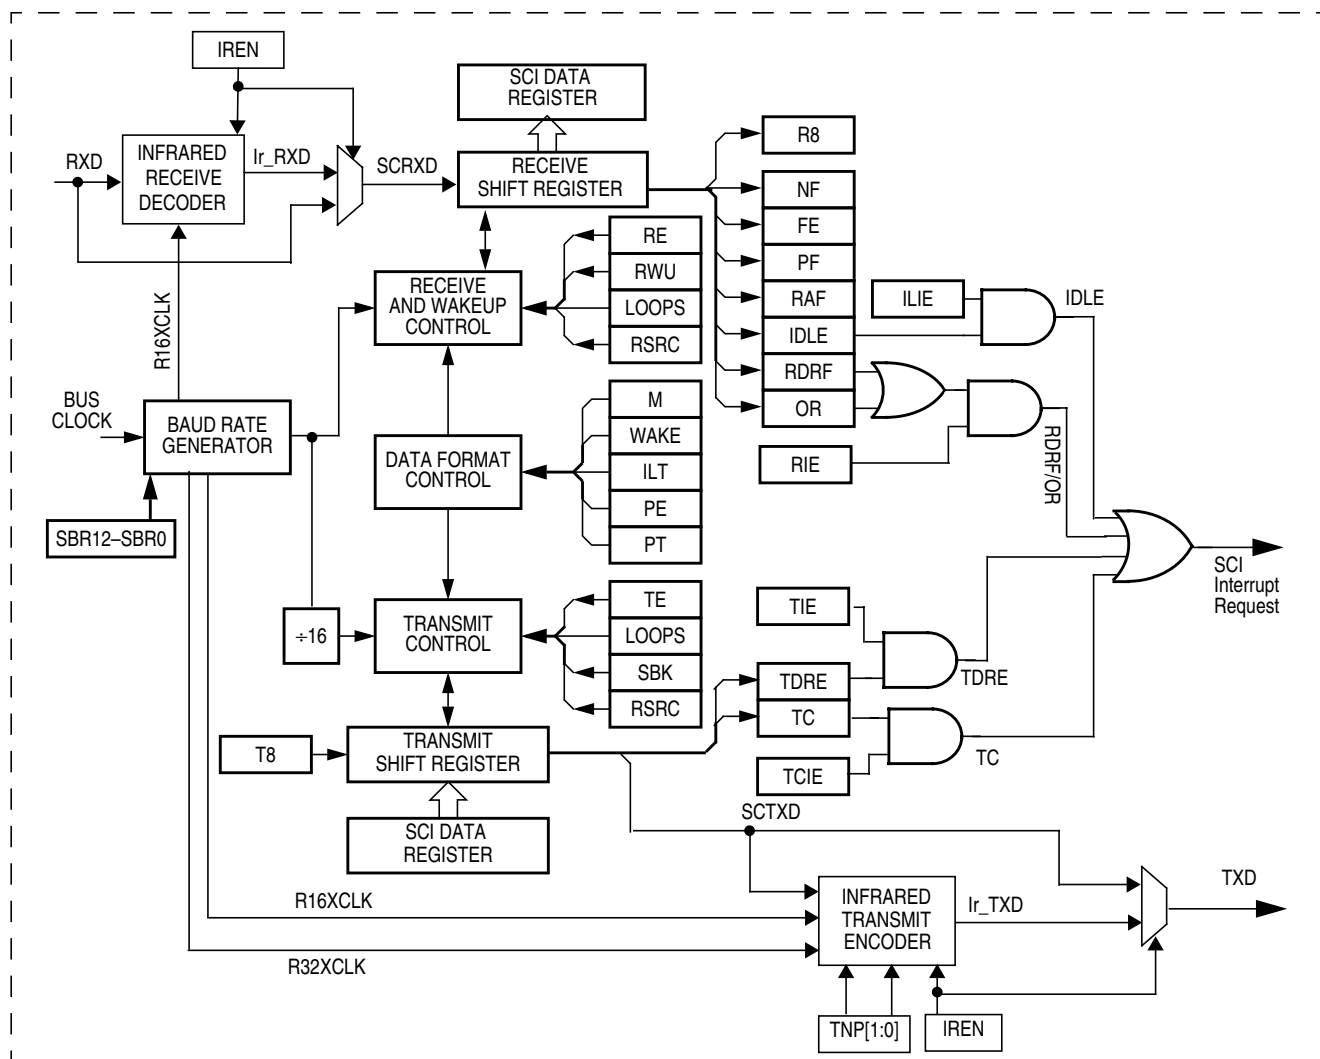 IREN
SCI DATA
REGISTER
R8
RXD
INFRARED
RECEIVE
DECODER
Ir_RXD
SCRXD
RECEIVE
SHIFT REGISTER
NF
FE
PF
RAF
IDLE
RDRF
OR
RE
RWU
LOOPS
RSRC
RECEIVE
AND WAKEUP
CONTROL
R16XCLK
ILIE
IDLE
BUS
CLOCK
BAUD RATE
GENERATOR
M
WAKE
ILT
PE
PT
DATA FORMAT
CONTROL
RIE
RDRF/OR
SBR12–SBR0
SCI
Interrupt
Request
÷16
TRANSMIT
CONTROL
TE
LOOPS
SBK
RSRC
TIE
TDRE
TDRE
TC
TC
TCIE
T8
TRANSMIT
SHIFT REGISTER
SCI DATA
REGISTER
SCTXD
R16XCLK
R32XCLK
INFRARED
TRANSMIT
ENCODER
Ir_TXD
TXD
TNP[1:0]
IREN